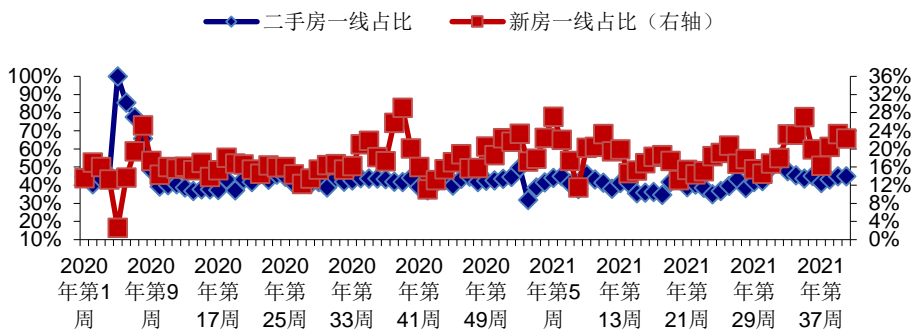 二手房一线占比 新房一线占比（右轴）
100% 36%
90% 32%
80% 28%
70% 24%
60% 20%
50% 16%
40% 12%
30% 8%
20% 4%
10% 0%
2020 2020 2020 2020 2020 2020 2020 2021 2021 2021 2021 2021
年第1 年第9 年第 年第 年第 年第 年第 年第5 年第 年第 年第 年第
周 周 17周 25周 33周 41周 49周 周 13周 21周 29周 37周